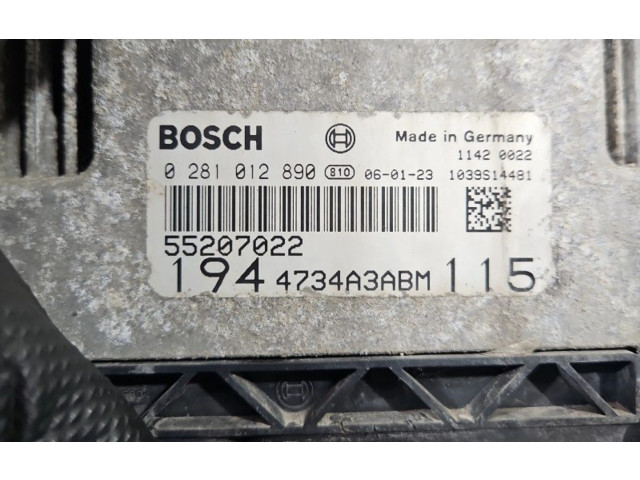 BOSCH
Made in Germany
1142 0022
0 281 012 890 810 06-01-23 1039S14481
55207022
194 4734A3ABM 115